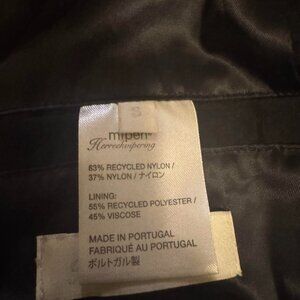 S
mfpen
Herreekvipering
63% RECYCLED NYLON /
37% NYLON / ナイロン
LINING:
55% RECYCLED POLYESTER /
45% VISCOSE
MADE IN PORTUGAL
FABRIQUÉ AU PORTUGAL
ポルトガル製